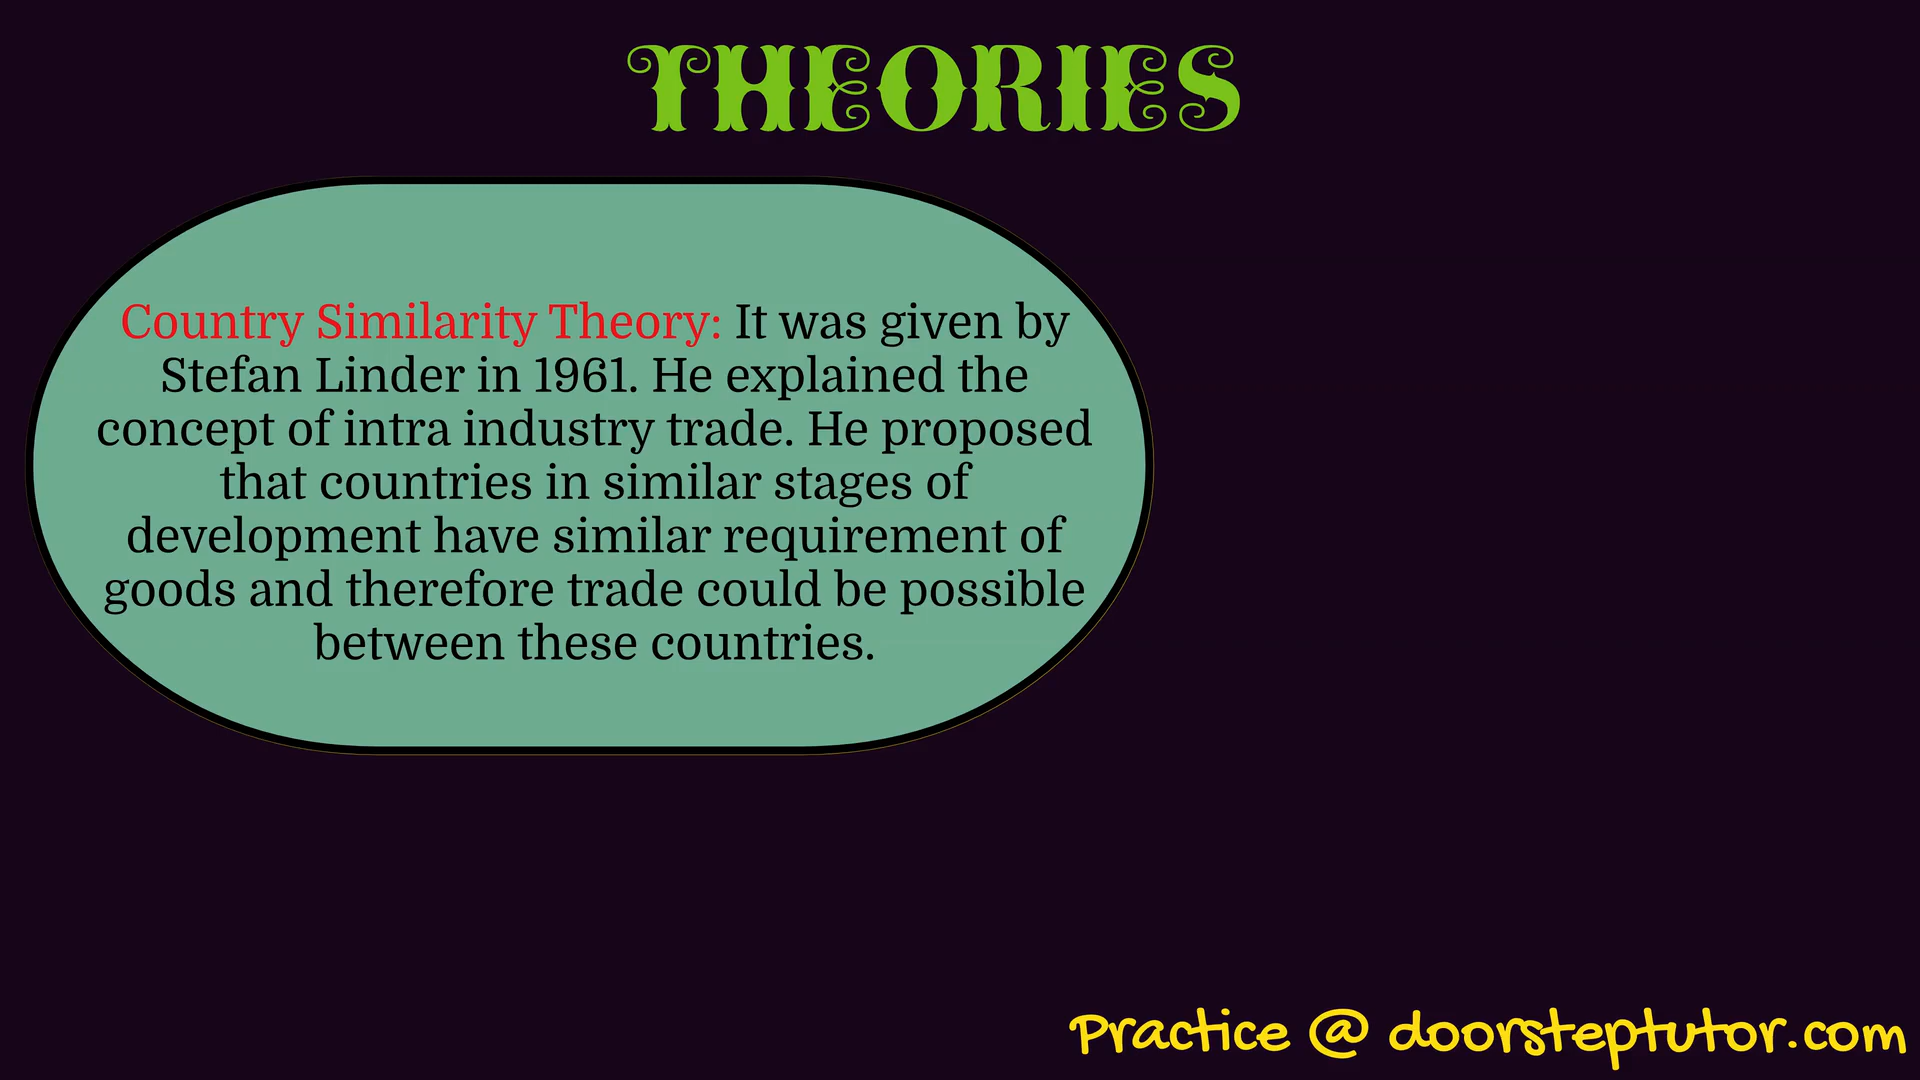 THEORIES
Country Similarity Theory: It was given by
Stefan Linder in 1961. He explained the
concept of intra industry trade. He proposed
that countries in similar stages of
development have similar requirement of
goods and therefore trade could be possible
between these countries.
Practice @ doorsteptutor.com